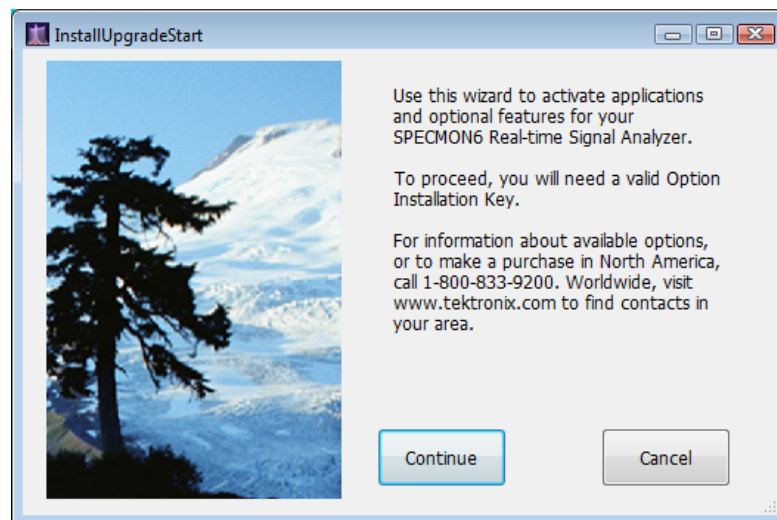 InstallUpgradeStart
Use this wizard to activate applications
and optional features for your
SPECMON6 Real-time Signal Analyzer.
To proceed, you will need a valid Option
Installation Key.
For information about available options,
or to make a purchase in North America,
call 1-800-833-9200. Worldwide, visit
www.tektronix.com to find contacts in
your area.
Continue
Cancel